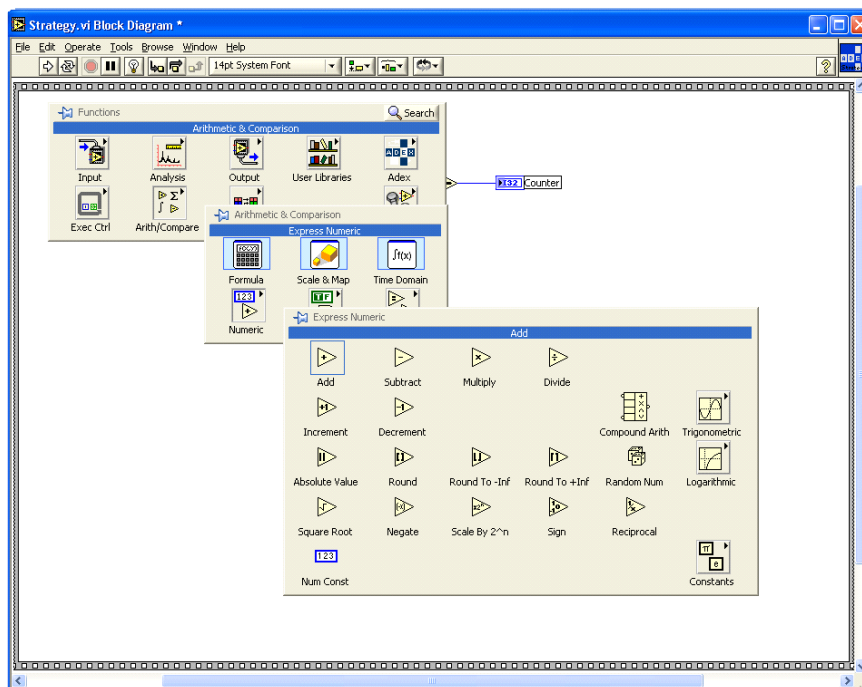 Strategy.vi Block Diagram *
File Edit Operate Tools Browse Window Help
14pt System Font
?
Functions Search
Arithmetic & Comparison
Input Analysis Output User Libraries Adex
ADEX
I32 Counter
Exec Ctrl Arith/Compare
Arithmetic & Comparison
Express Numeric
Formula Scale & Map Time Domain
123 T F
Numeric
Express Numeric
Add
Add Subtract Multiply Divide
Increment Decrement Compound Arith Trigonometric
Absolute Value Round Round To -Inf Round To +Inf Random Num Logarithmic
Square Root Negate Scale By 2^n Sign Reciprocal
123
π e
Num Const Constants